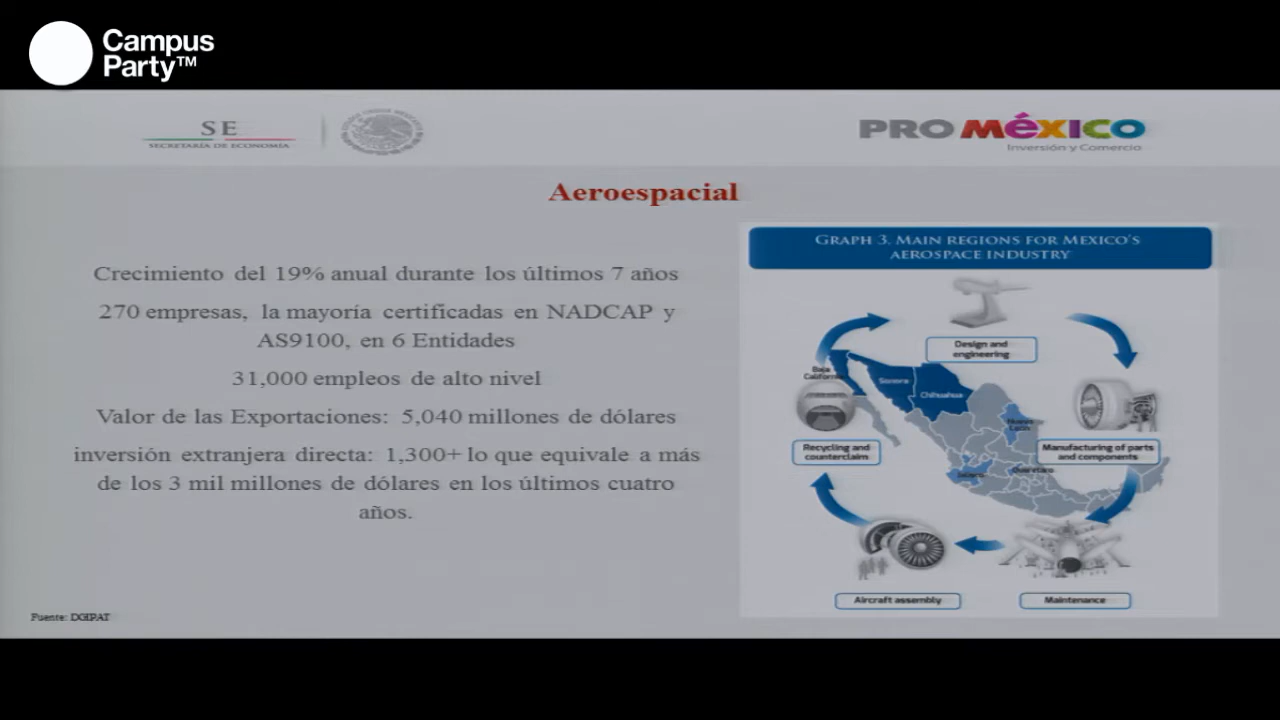 Campus
Party™
SE
SECRETARÍA DE ECONOMÍA
PRO MéXICO
Inversión y Comercio
Aeroespacial
Crecimiento del 19% anual durante los últimos 7 años
270 empresas, la mayoría certificadas en NADCAP y
AS9100, en 6 Entidades
31,000 empleos de alto nivel
Valor de las Exportaciones: 5,040 millones de dólares
inversión extranjera directa: 1,300+ lo que equivale a más
de los 3 mil millones de dólares en los últimos cuatro
años.
Fuente: DGIPAT
GRAPH 3. MAIN REGIONS FOR MEXICO'S
AEROSPACE INDUSTRY
Design and
engineering
Baja
California
Sonora
Chihuahua
Nuevo
León
Recycling and
counterclaim
Manufacturing of parts
and components
Jalisco
Querétaro
Aircraft assembly
Maintenance